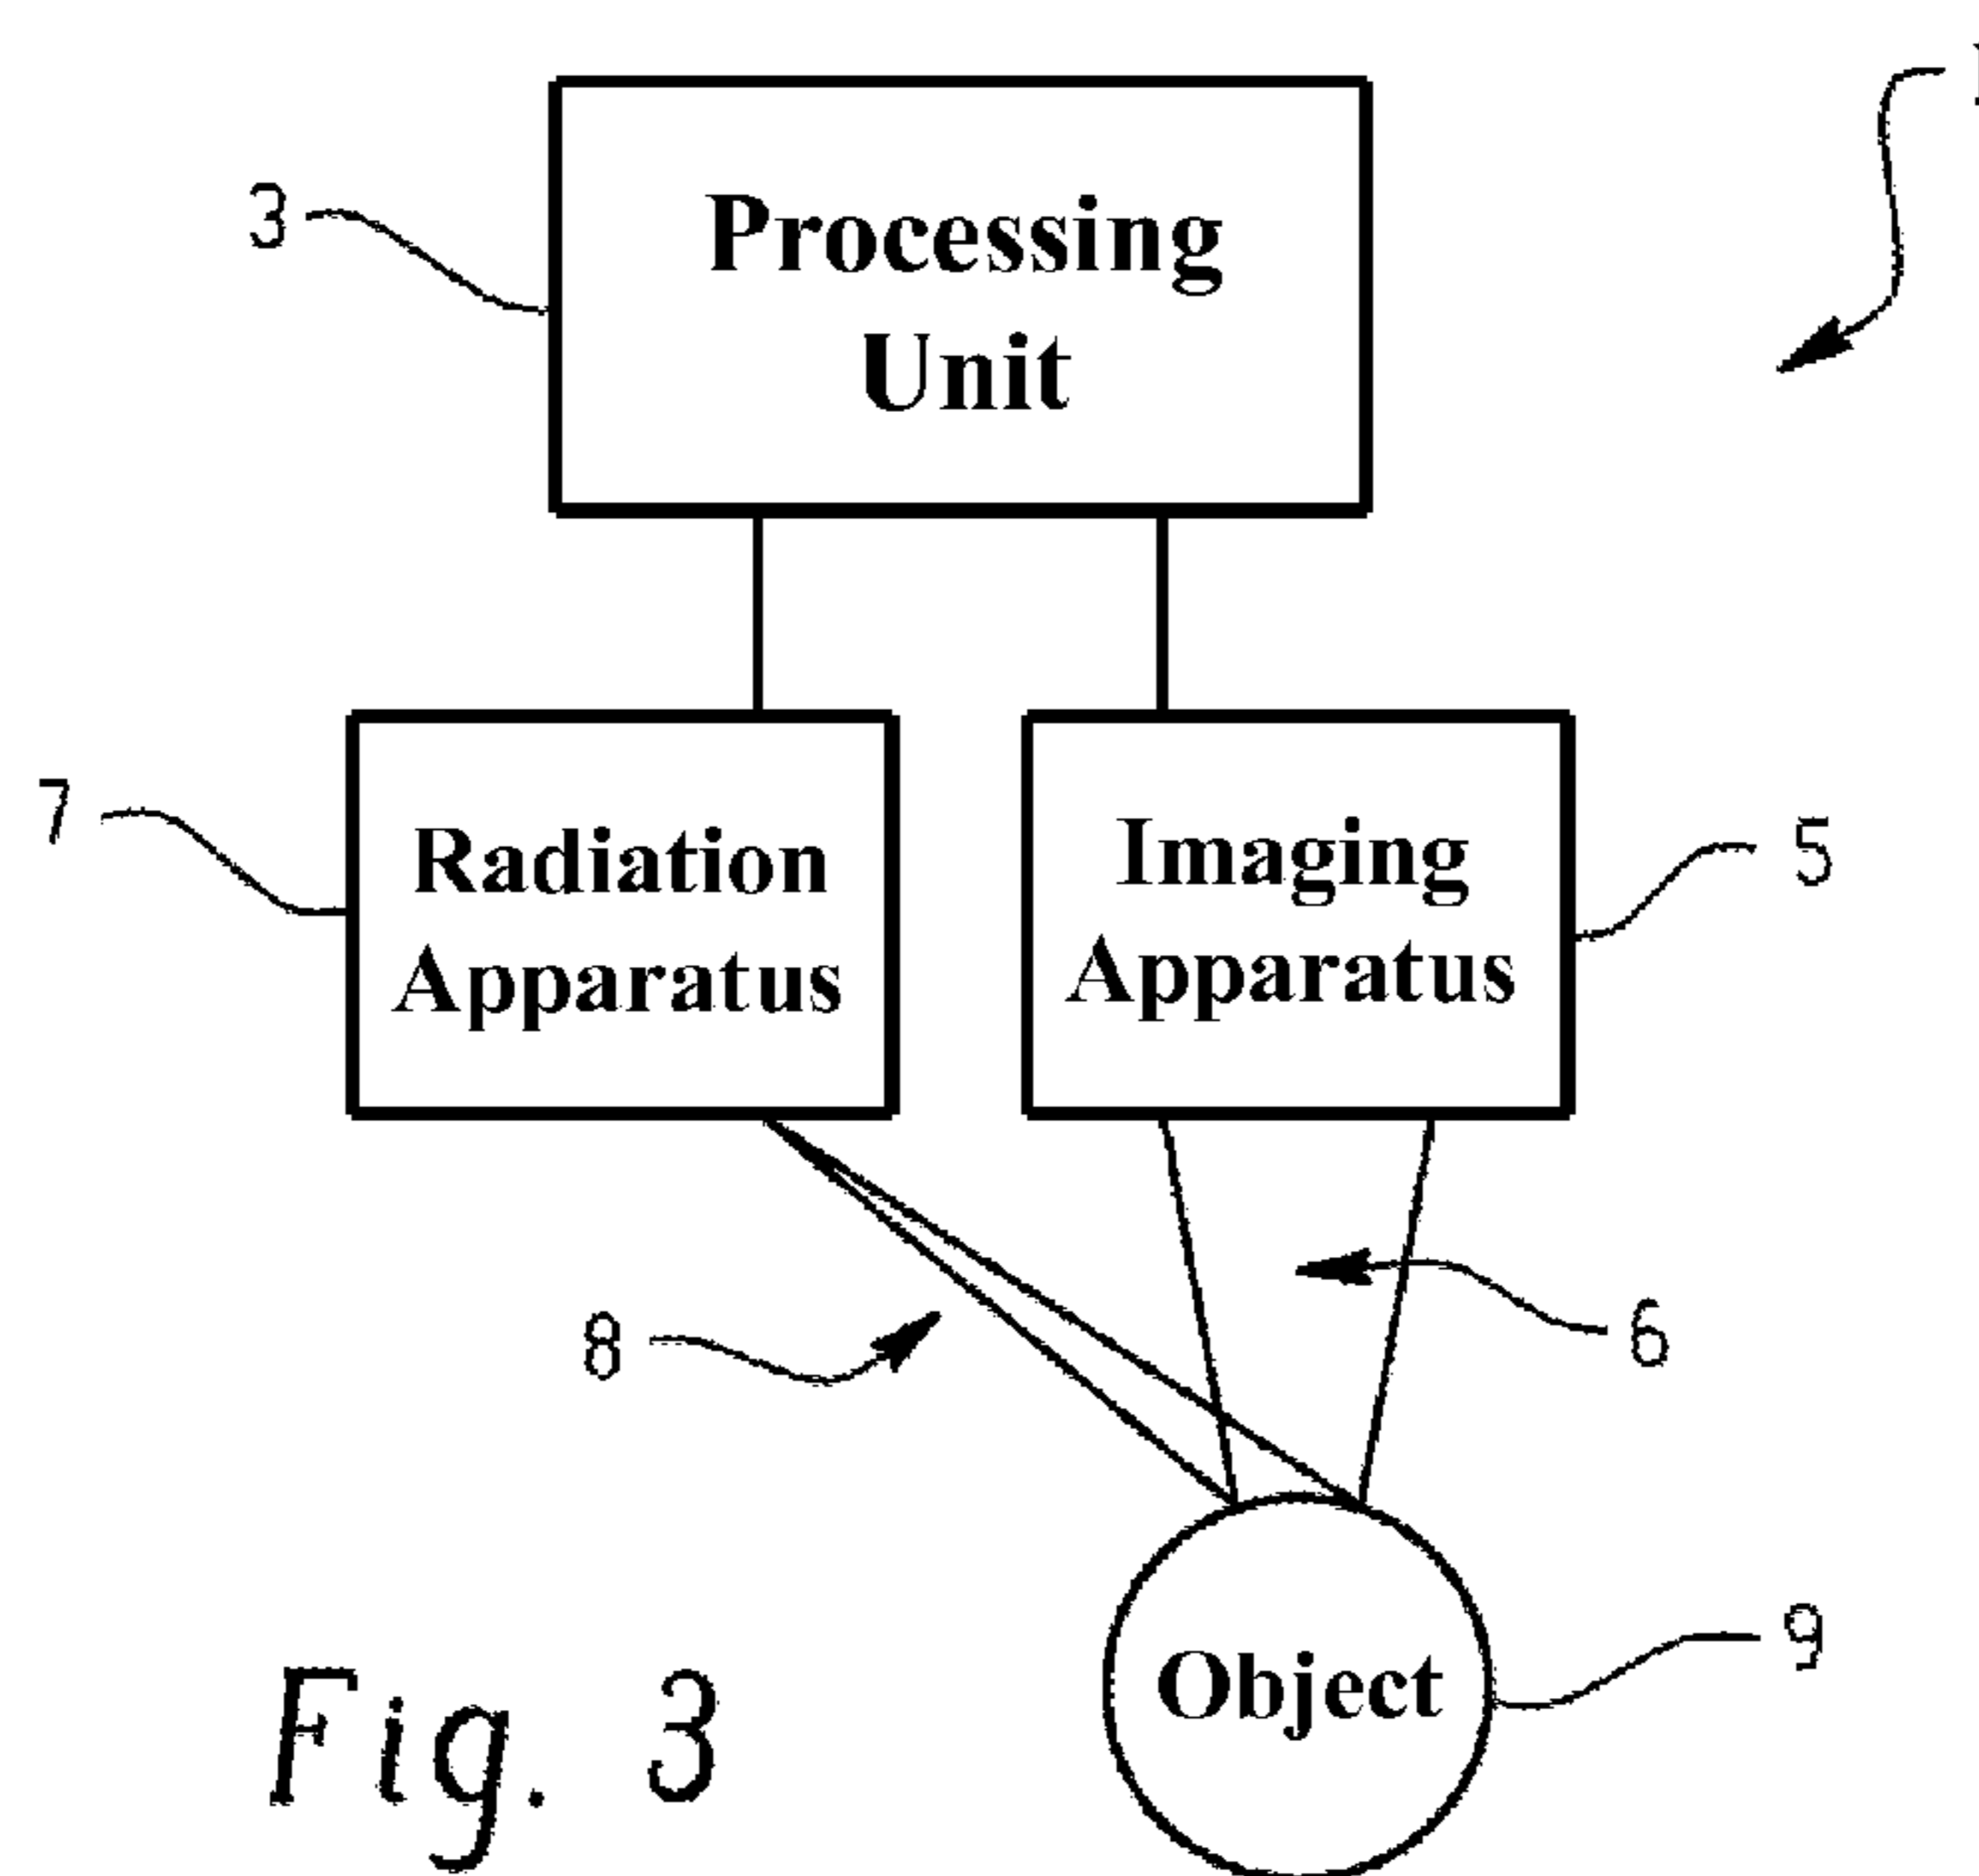 3
Processing
Unit
7
Radiation
Apparatus
Imaging
Apparatus
5
8
6
Object
9
Fig. 3